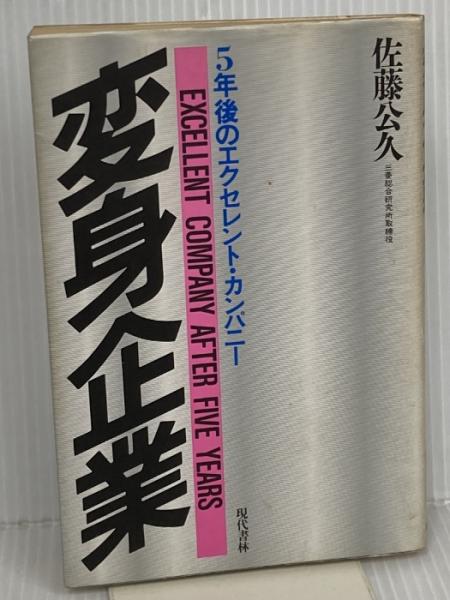 佐藤公久
三菱総合研究所取締役
5年後のエクセレント・カンパニー
EXCELLENT COMPANY AFTER FIVE YEARS
変身企業
現代書林